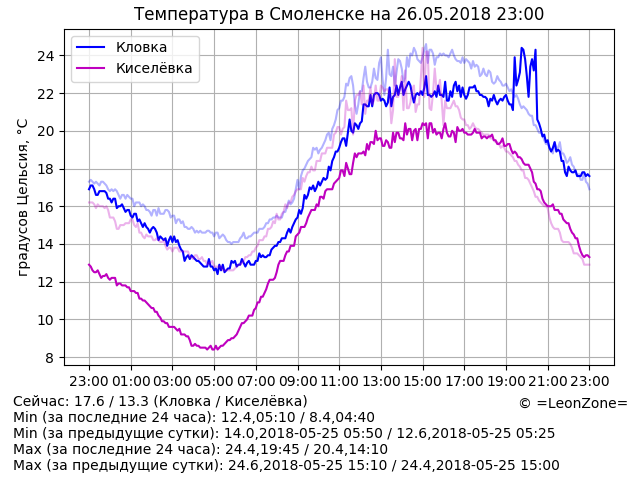 Температура в Смоленске на 26.05.2018 23:00
Кловка
Киселёвка
градусов Цельсия, °C
24
22
20
18
16
14
12
10
8
23:00 01:00 03:00 05:00 07:00 09:00 11:00 13:00 15:00 17:00 19:00 21:00 23:00
Сейчас: 17.6 / 13.3 (Кловка / Киселёвка)
© =LeonZone=
Min (за последние 24 часа): 12.4,05:10 / 8.4,04:40
Min (за предыдущие сутки): 14.0,2018-05-25 05:50 / 12.6,2018-05-25 05:25
Max (за последние 24 часа): 24.4,19:45 / 20.4,14:10
Max (за предыдущие сутки): 24.6,2018-05-25 15:10 / 24.4,2018-05-25 15:00